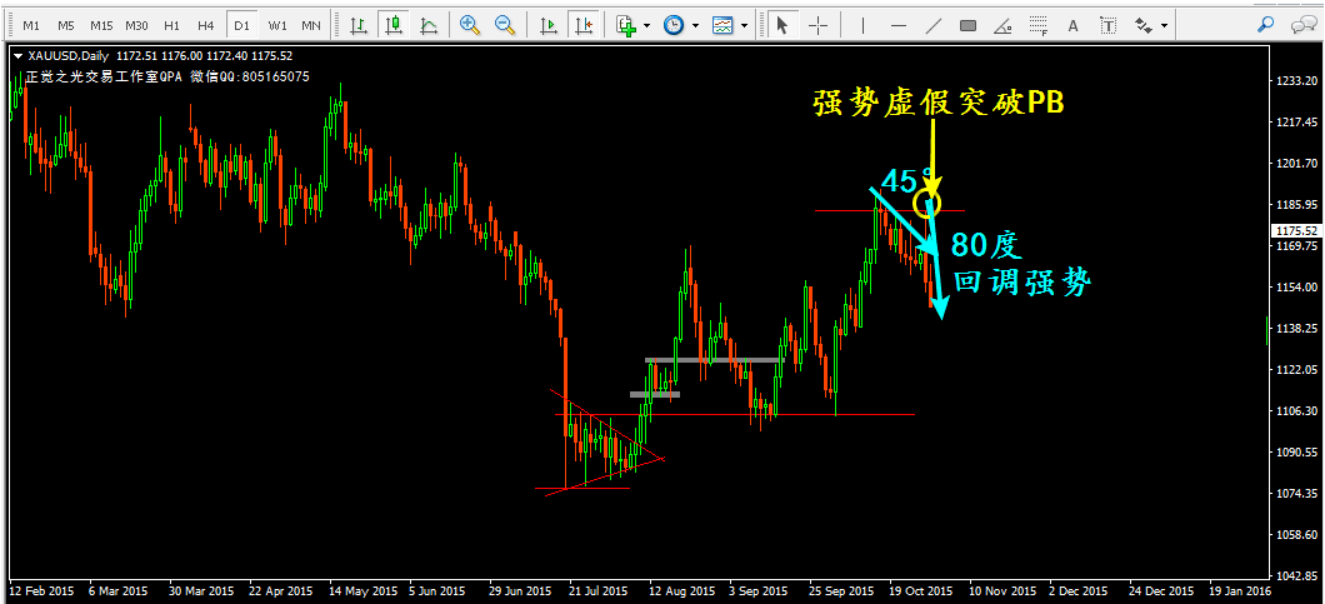 M1 M5 M15 M30 H1 H4 D1 W1 MN
F A T
XAUUSD,Daily 1172.51 1176.00 1172.40 1175.52
正觉之光交易工作室QPA 微信QQ:805165075
强势虚假突破PB
45°
80度
回调强势
1233.20
1217.45
1201.70
1185.95
1175.52
1169.75
1154.00
1138.25
1122.05
1106.30
1090.55
1074.35
1058.60
1042.85
12 Feb 2015 6 Mar 2015 30 Mar 2015 22 Apr 2015 14 May 2015 5 Jun 2015 29 Jun 2015 21 Jul 2015 12 Aug 2015 3 Sep 2015 25 Sep 2015 19 Oct 2015 10 Nov 2015 2 Dec 2015 24 Dec 2015 19 Jan 2016